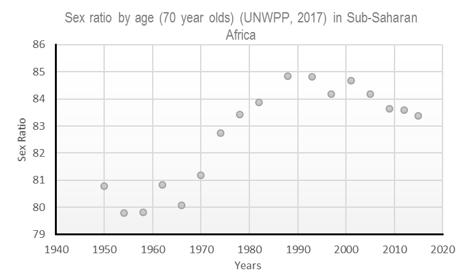 Sex ratio by age (70 year olds) (UNWPP, 2017) in Sub-Saharan
Africa
86
85
84
83
82
81
80
79
Sex Ratio
1940 1950 1960 1970 1980 1990 2000 2010 2020
Years